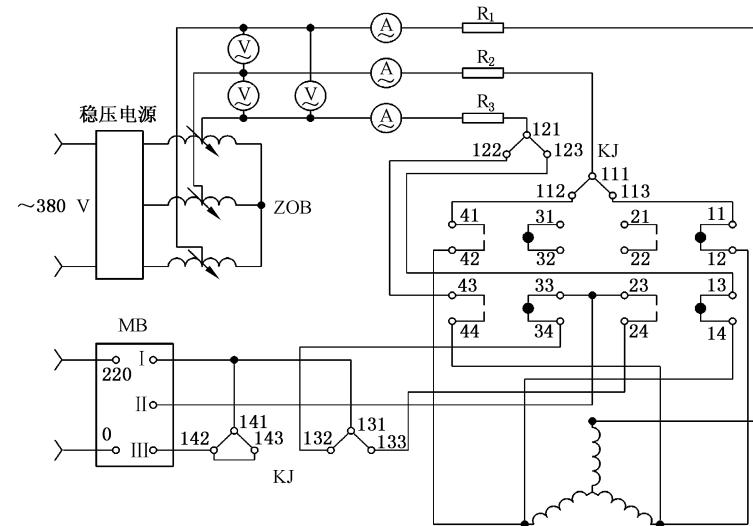 R₁
A
V
R₂
A
V
V
R₃
A
稳压电源
121
122
123
KJ
111
112
113
～380 V
ZOB
41
31
21
11
42
32
22
12
43
33
23
13
44
34
24
14
MB
I
220
II
141
131
0
III
142
143
132
133
KJ